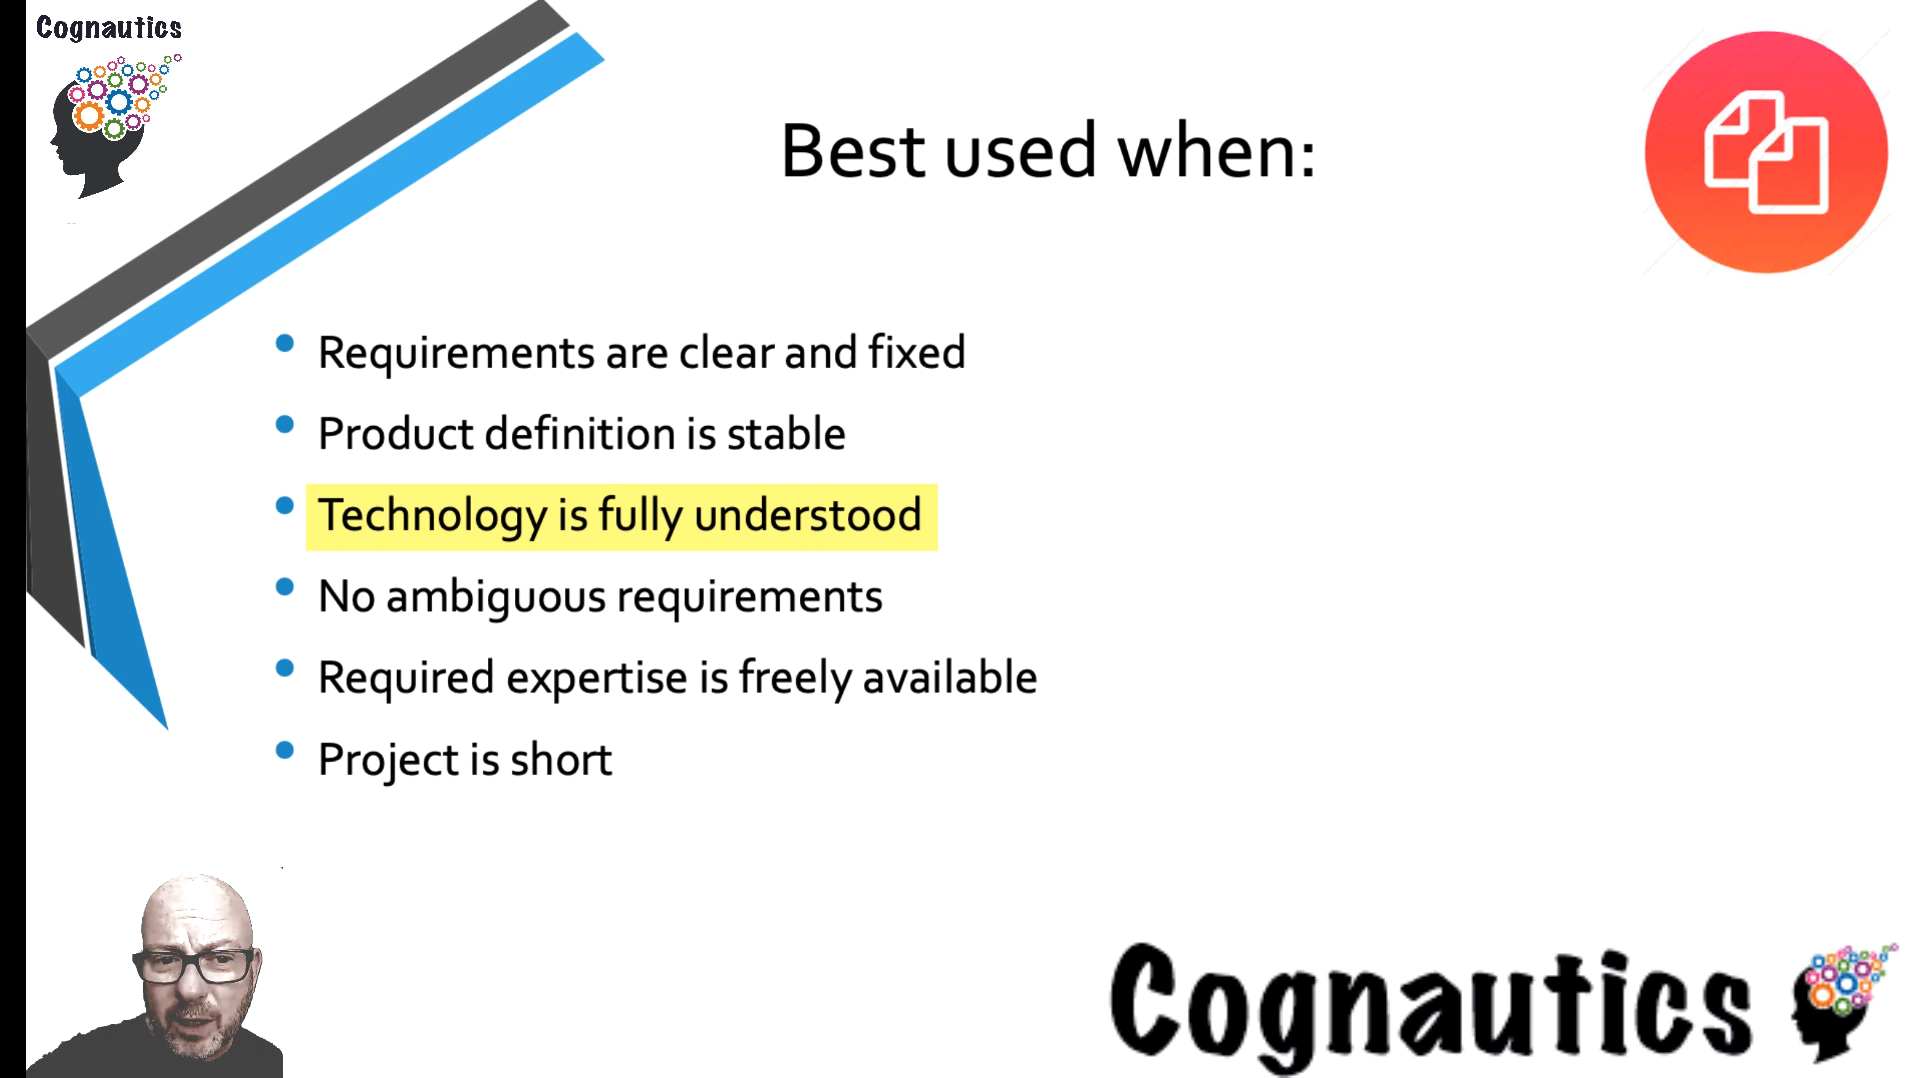 Cognautics
Best used when:
Requirements are clear and fixed
Product definition is stable
Technology is fully understood
No ambiguous requirements
Required expertise is freely available
Project is short
Cognautics